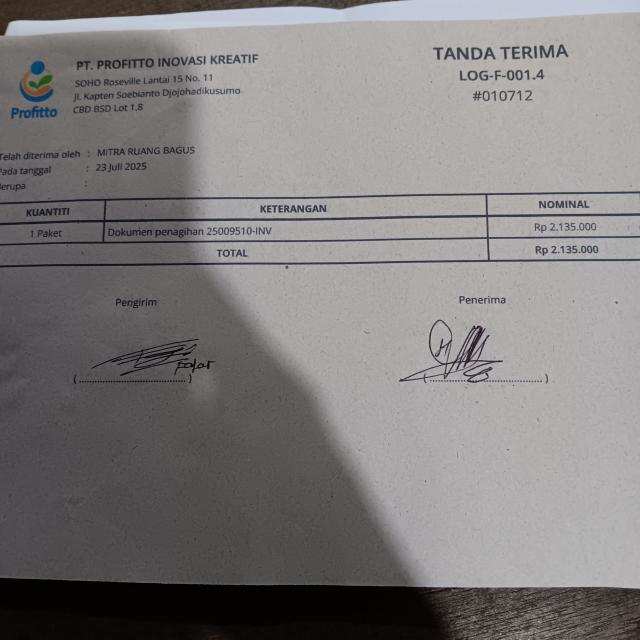 PT. PROFITTO INOVASI KREATIF
SOHO Roseville Lantai 15 No. 11
Jl. Kapten Soebianto Djojohadikusumo
CBD BSD Lot 1,8
Profitto
TANDA TERIMA
LOG-F-001.4
#010712
Telah diterima oleh : MITRA RUANG BAGUS
Pada tanggal : 23 Juli 2025
Berupa :
KUANTITI KETERANGAN NOMINAL
1 Paket Dokumen penagihan 25009510-INV Rp 2.135.000
TOTAL Rp 2.135.000
Pengirim Penerima
(..............................) (..............................)